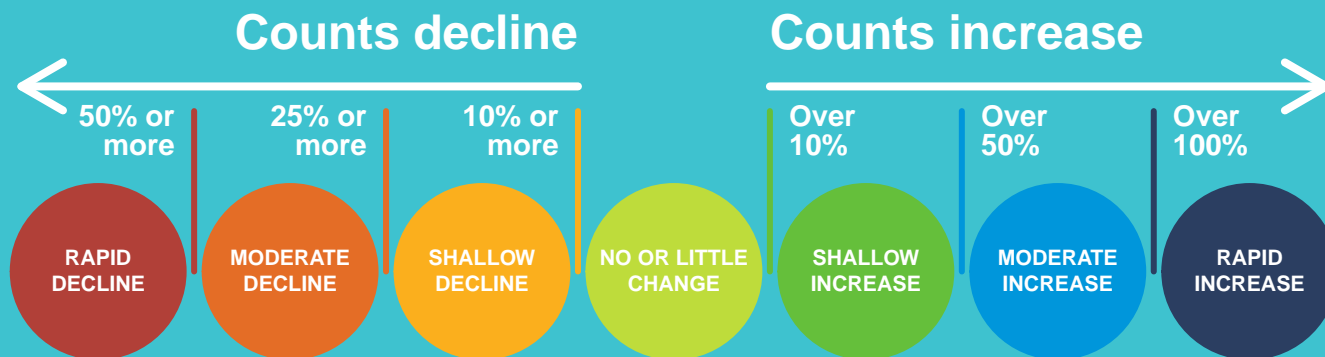 Counts decline
Counts increase
50% or
more
25% or
more
10% or
more
Over
10%
Over
50%
Over
100%
RAPID
DECLINE
MODERATE
DECLINE
SHALLOW
DECLINE
NO OR LITTLE
CHANGE
SHALLOW
INCREASE
MODERATE
INCREASE
RAPID
INCREASE